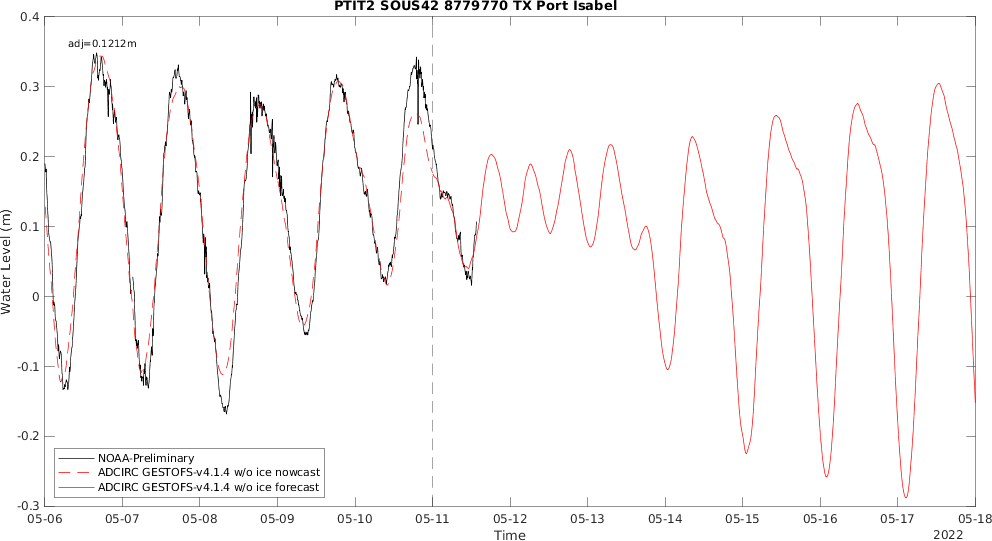 PTIT2 SOUS42 8779770 TX Port Isabel
adj=0.1212m
Water Level (m)
0.4
0.3
0.2
0.1
0
-0.1
-0.2
-0.3
NOAA-Preliminary
ADCIRC GESTOFS-v4.1.4 w/o ice nowcast
ADCIRC GESTOFS-v4.1.4 w/o ice forecast
05-06 05-07 05-08 05-09 05-10 05-11 05-12 05-13 05-14 05-15 05-16 05-17 05-18
Time
2022